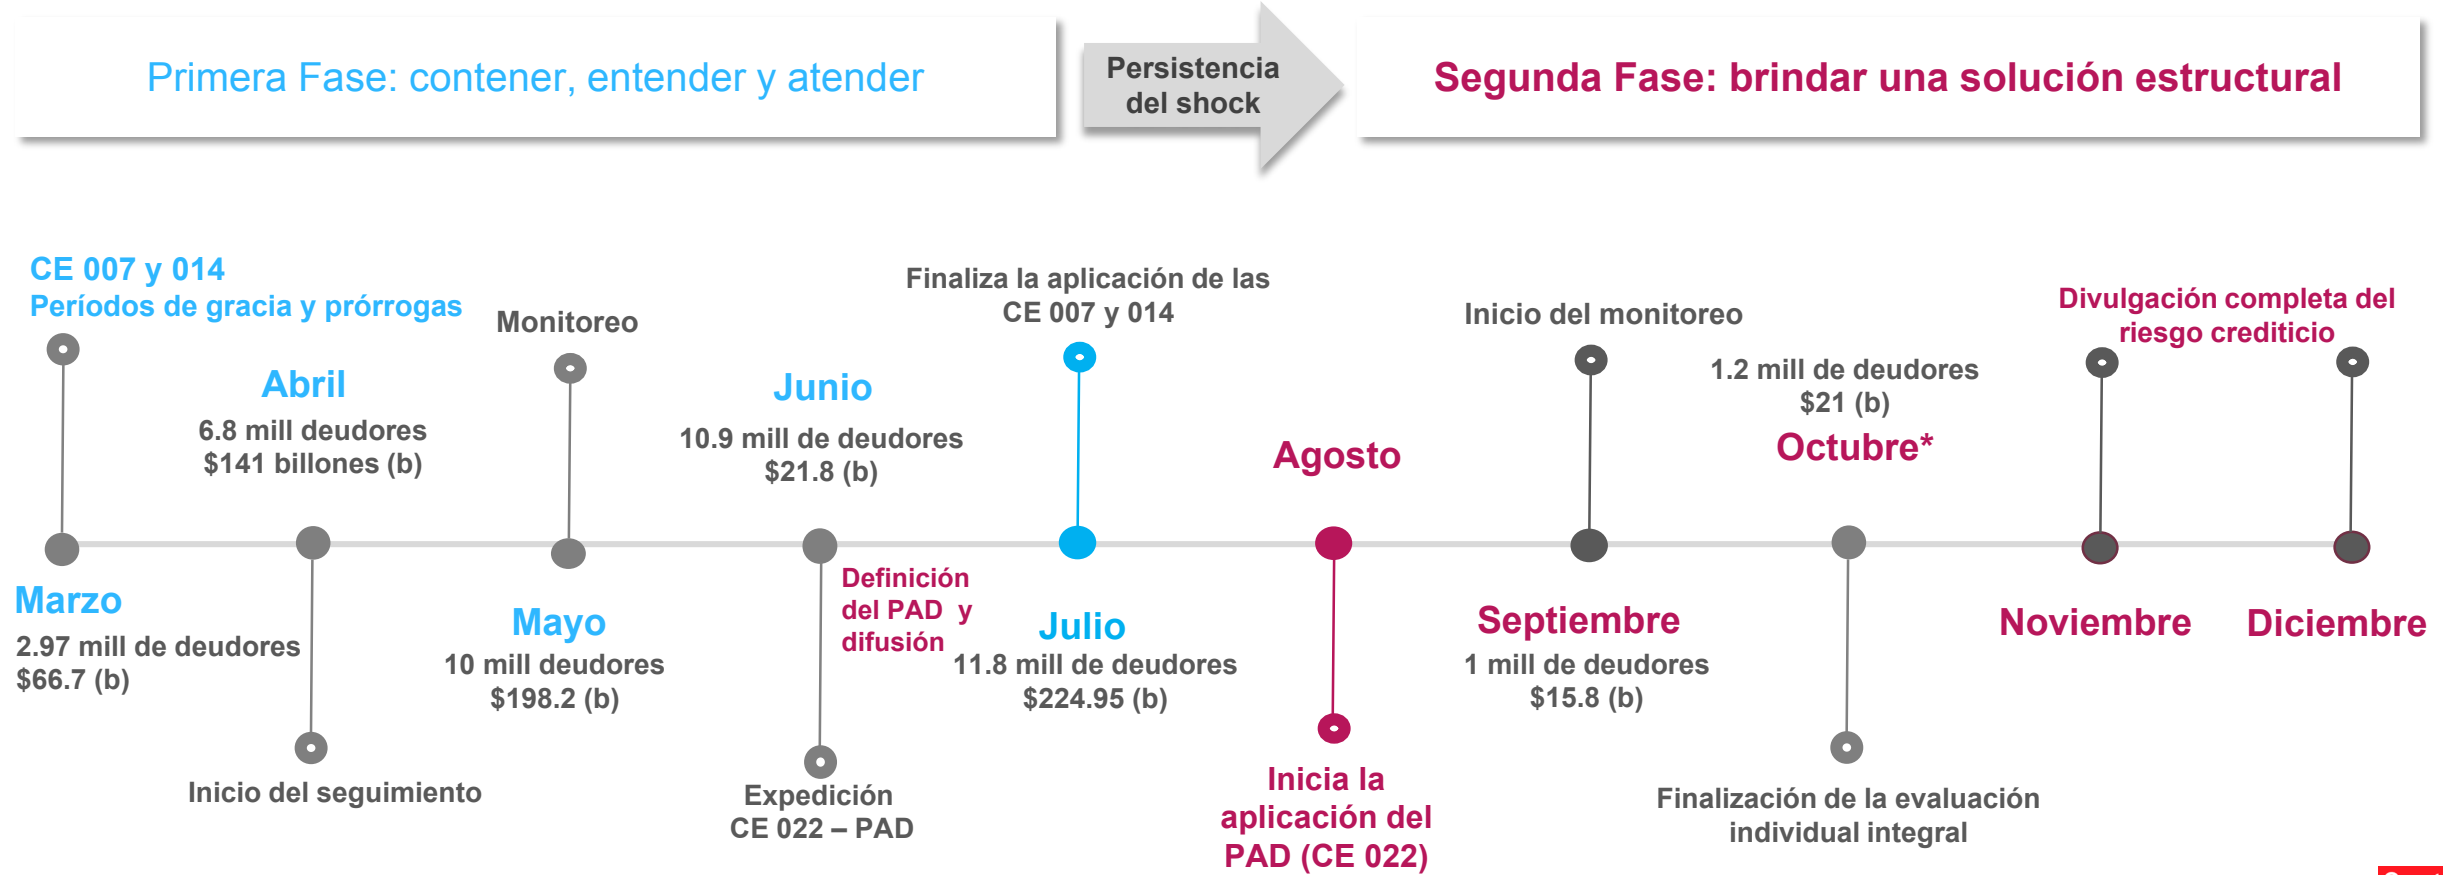 Primera Fase: contener, entender y atender
Persistencia
del shock
Segunda Fase: brindar una solución estructural
CE 007 y 014
Períodos de gracia y prórrogas
Marzo
2.97 mill de deudores
$66.7 (b)
Abril
6.8 mill deudores
$141 billones (b)
Inicio del seguimiento
Monitoreo
Mayo
10 mill deudores
$198.2 (b)
Junio
10.9 mill de deudores
$21.8 (b)
Definición
del PAD y
difusión
Expedición
CE 022 – PAD
Finaliza la aplicación de las
CE 007 y 014
Julio
11.8 mill de deudores
$224.95 (b)
Agosto
Inicia la
aplicación del
PAD (CE 022)
Inicio del monitoreo
Septiembre
1 mill de deudores
$15.8 (b)
1.2 mill de deudores
$21 (b)
Octubre*
Finalización de la evaluación
individual integral
Divulgación completa del
riesgo crediticio
Noviembre
Diciembre